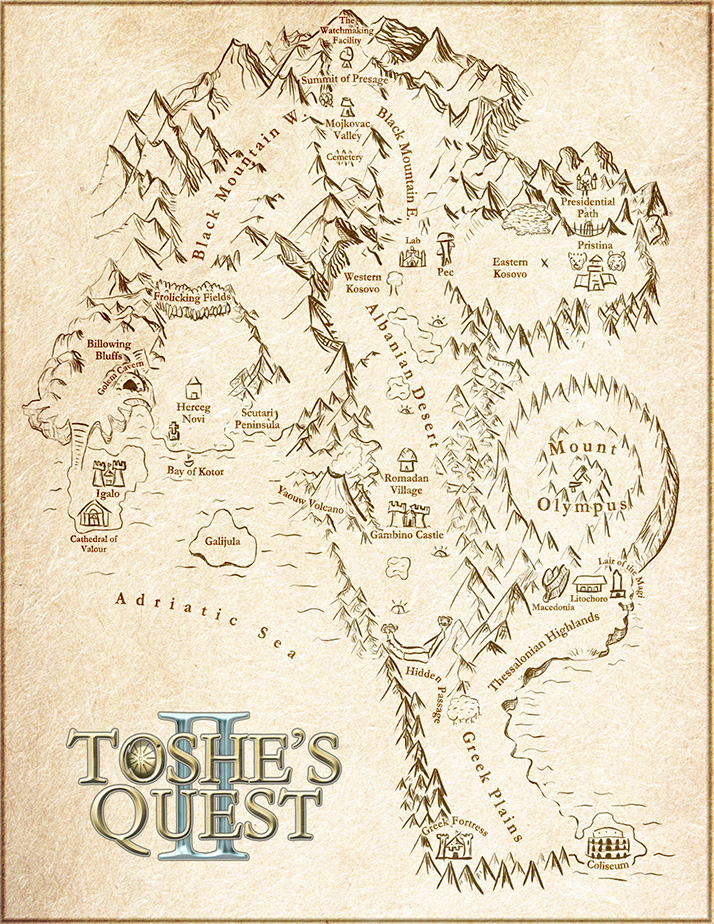 The
Watchmaking
Facility
Summit of Presage
Mojkovac
Valley
Cemetery
Black Mountain W.
Black Mountain E.
Presidential
Path
Pristina
Lab
Pec
Eastern
Kosovo
x
Western
Kosovo
Frolicking Fields
Billowing
Bluffs
Golem Cavern
Herceg
Novi
Scutari
Peninsula
Albanian Desert
Bay of Kotor
Igalo
Cathedral of
Valour
Galijula
Yaouw Volcano
Romadan
Village
Gambino Castle
Mount
Olympus
Lair of the Magi
Litochoro
Macedonia
Thessalonian Highlands
Adriatic Sea
Hidden Passage
Greek Plains
Greek Fortress
Coliseum
II
TOSHE'S
QUEST